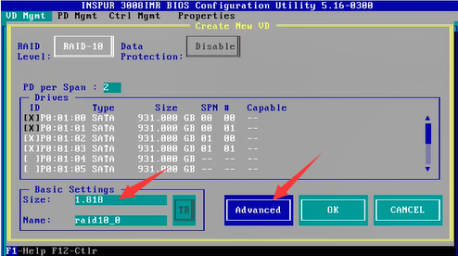 INSPUR 3008IMR BIOS Configuration Utility 5.16-0300
VD Mgmt PD Mgmt Ctrl Mgmt Properties
Create New VD
RAID Level: RAID-10 Data Protection: Disable
PD per Span : 2
Drives
ID Type Size SPN # Capable
[X]P0:01:00 SATA 931.000 GB 00 00 --
[X]P0:01:01 SATA 931.000 GB 00 01 --
[X]P0:01:02 SATA 931.000 GB 01 00 --
[X]P0:01:03 SATA 931.000 GB 01 01 --
[ ]P0:01:04 SATA 931.000 GB -- -- --
[ ]P0:01:05 SATA 931.000 GB -- -- --
Basic Settings
Size: 1.818 TB
Name: raid10_0
Advanced OK CANCEL
F1-Help F12-Ctlr